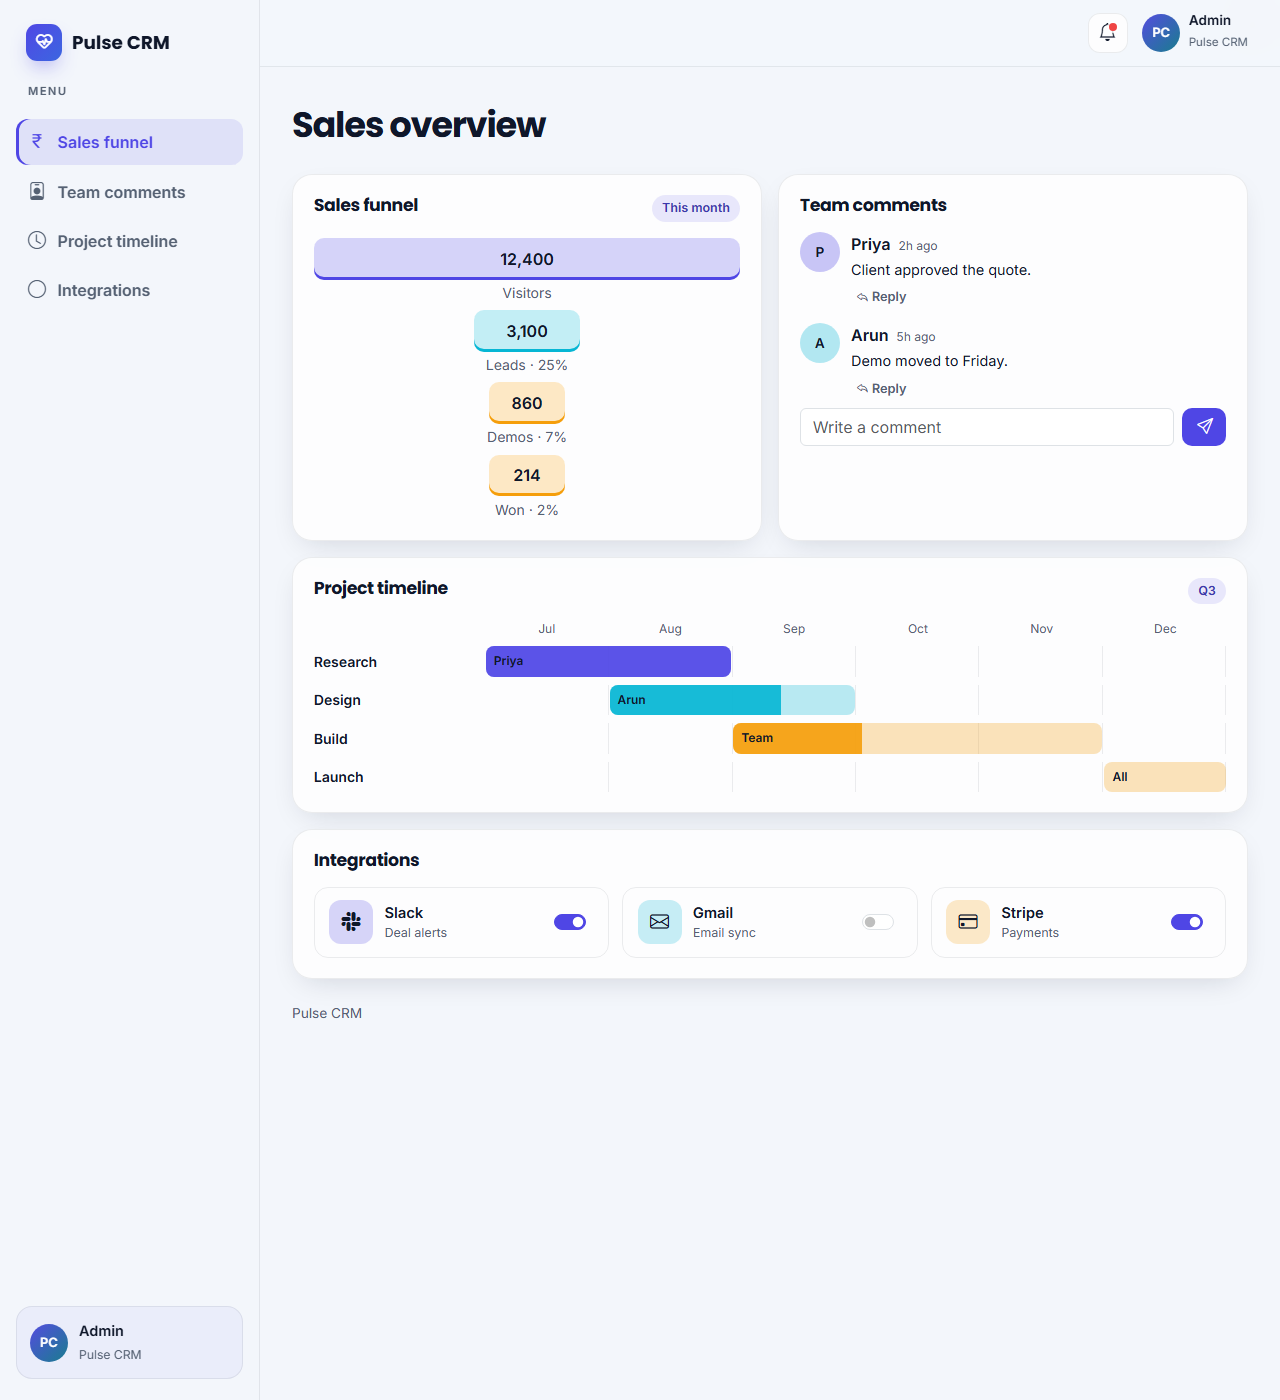 Pulse CRM
MENU
₹ Sales funnel
Team comments
Project timeline
Integrations
PC
Admin
Pulse CRM
PC
Admin
Pulse CRM
Sales overview
Sales funnel
This month
12,400
Visitors
3,100
Leads · 25%
860
Demos · 7%
214
Won · 2%
Team comments
P
Priya 2h ago
Client approved the quote.
Reply
A
Arun 5h ago
Demo moved to Friday.
Reply
Write a comment
Project timeline
Q3
Jul Aug Sep Oct Nov Dec
Research Priya
Design Arun
Build Team
Launch All
Integrations
Slack
Deal alerts
Gmail
Email sync
Stripe
Payments
Pulse CRM